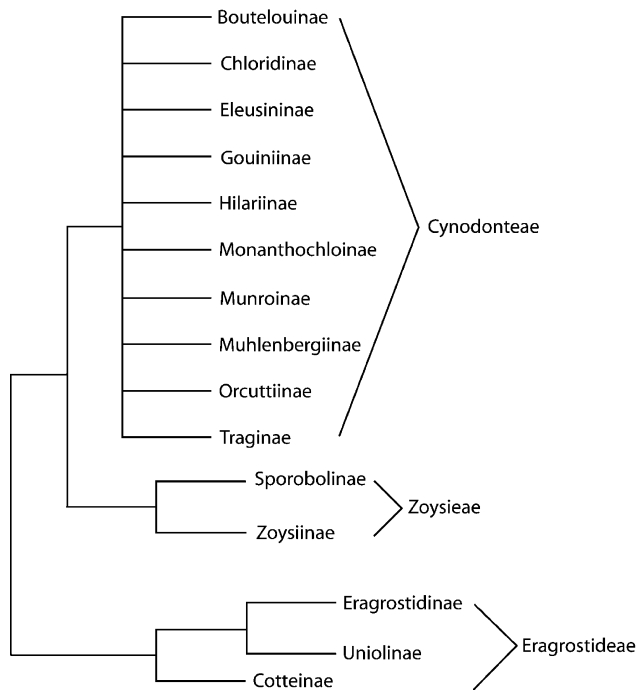 Boutelouinae
Chloridinae
Eleusininae
Gouiniinae
Hilariinae
Cynodonteae
Monanthochloinae
Munroinae
Muhlenbergiinae
Orcuttiinae
Traginae
Sporobolinae
Zoysieae
Zoysiinae
Eragrostidinae
Eragrostideae
Uniolinae
Cotteinae